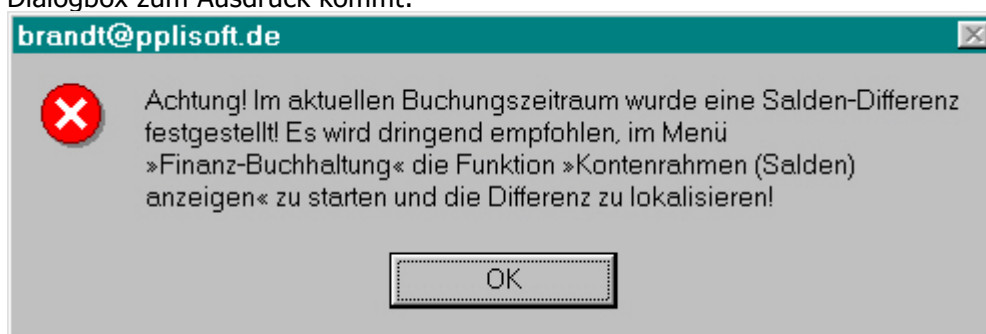 Dialogbox zum Ausdruck kommt:
brandt@pplisoft.de
Achtung! Im aktuellen Buchungszeitraum wurde eine Salden-Differenz
festgestellt! Es wird dringend empfohlen, im Menü
»Finanz-Buchhaltung« die Funktion »Kontenrahmen (Salden)
anzeigen« zu starten und die Differenz zu lokalisieren!
OK